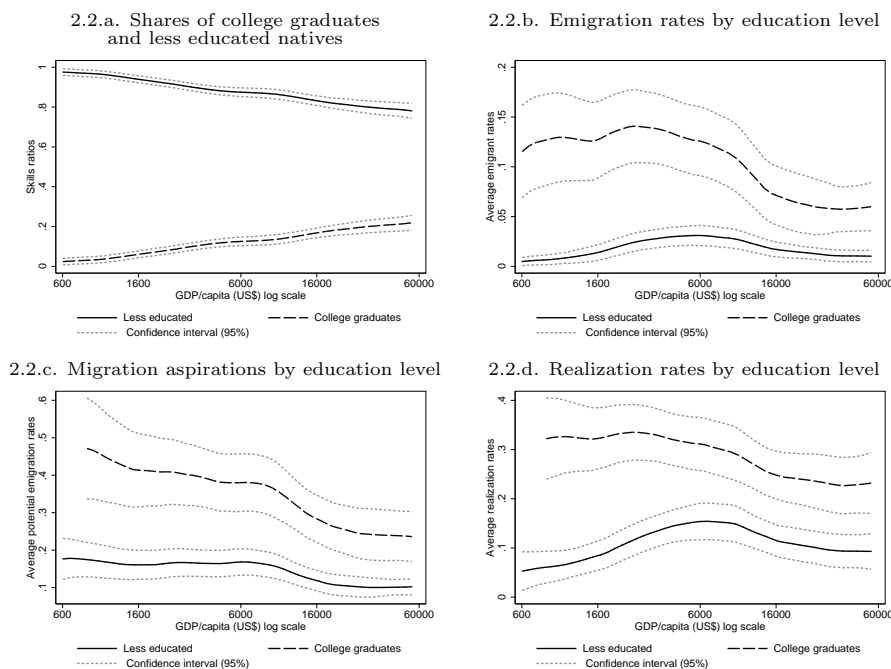 2.2.a. Shares of college graduates
and less educated natives
Skills ratios
0 .2 .4 .6 .8 1
600 1600 6000 16000 60000
GDP/capita (US$) log scale
Less educated College graduates
Confidence interval (95%)
2.2.b. Emigration rates by education level
Average emigrant rates
0 .05 .1 .15 .2
600 1600 6000 16000 60000
GDP/capita (US$) log scale
Less educated College graduates
Confidence interval (95%)
2.2.c. Migration aspirations by education level
Average potential emigration rates
.1 .2 .3 .4 .5 .6
600 1600 6000 16000 60000
GDP/capita (US$) log scale
Less educated College graduates
Confidence interval (95%)
2.2.d. Realization rates by education level
Average realization rates
0 .1 .2 .3 .4
600 1600 6000 16000 60000
GDP/capita (US$) log scale
Less educated College graduates
Confidence interval (95%)